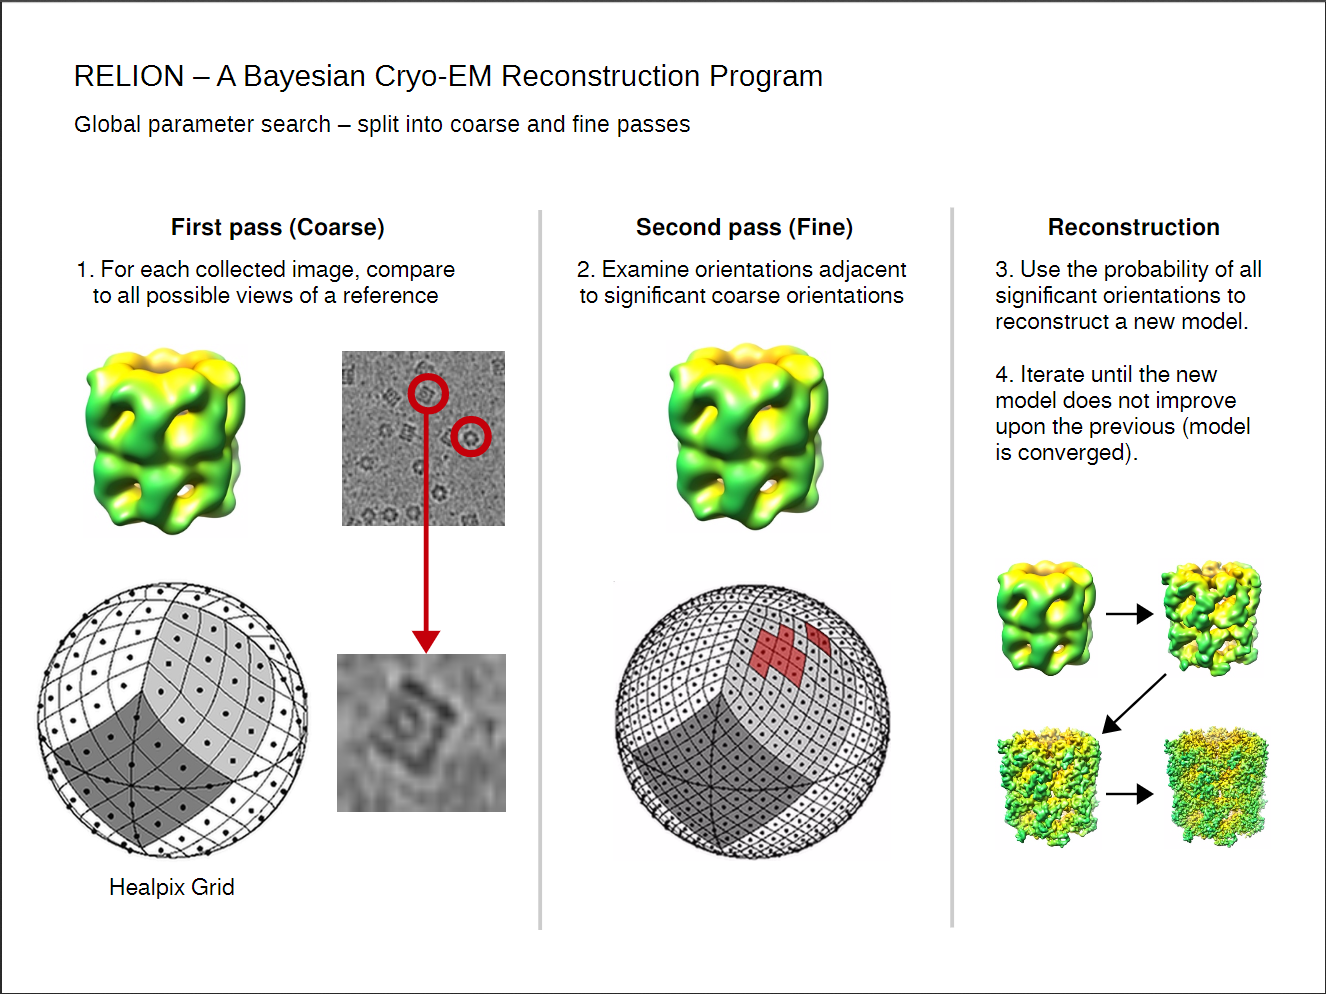 RELION – A Bayesian Cryo-EM Reconstruction Program
Global parameter search – split into coarse and fine passes
First pass (Coarse)
1. For each collected image, compare
to all possible views of a reference
Healpix Grid
Second pass (Fine)
2. Examine orientations adjacent
to significant coarse orientations
Reconstruction
3. Use the probability of all
significant orientations to
reconstruct a new model.
4. Iterate until the new
model does not improve
upon the previous (model
is converged).